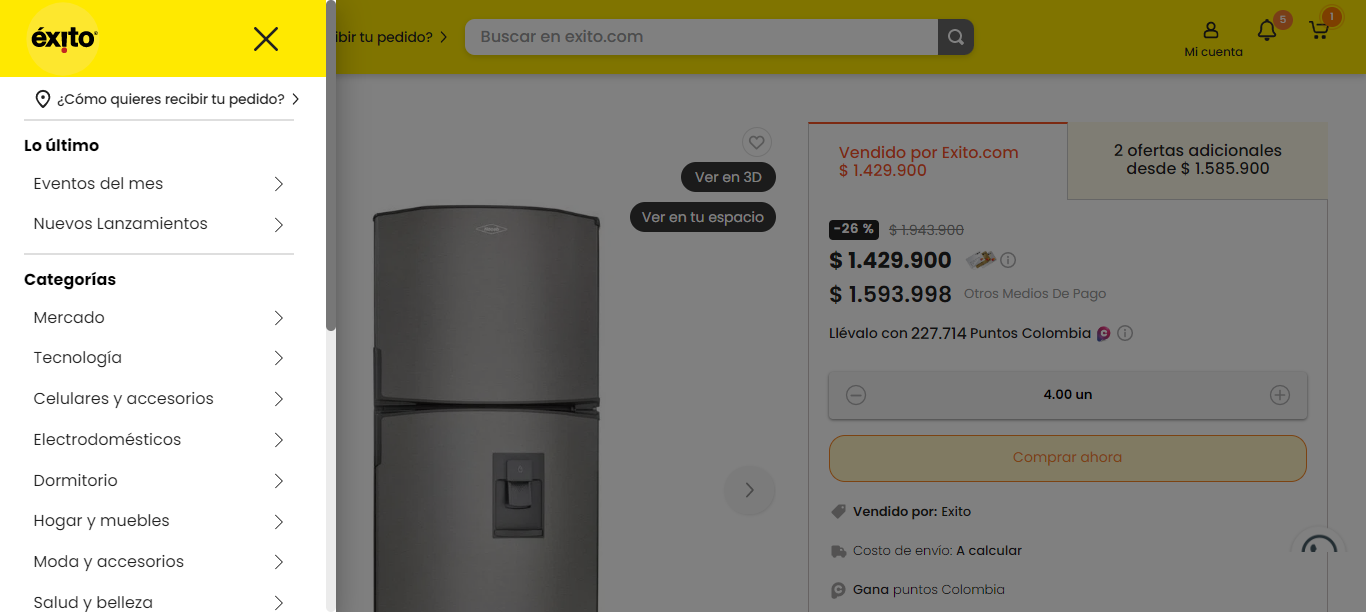 éxito
¿Cómo quieres recibir tu pedido?
Lo último
Eventos del mes
Nuevos Lanzamientos
Categorías
Mercado
Tecnología
Celulares y accesorios
Electrodomésticos
Dormitorio
Hogar y muebles
Moda y accesorios
Salud y belleza
ibir tu pedido?
Buscar en exito.com
Mi cuenta
5
1
Ver en 3D
Ver en tu espacio
Vendido por Exito.com
$ 1.429.900
2 ofertas adicionales
desde $ 1.585.900
-26 % $ 1.943.900
$ 1.429.900
$ 1.593.998 Otros Medios De Pago
Llévalo con 227.714 Puntos Colombia
4.00 un
Comprar ahora
Vendido por: Exito
Costo de envío: A calcular
Gana puntos Colombia